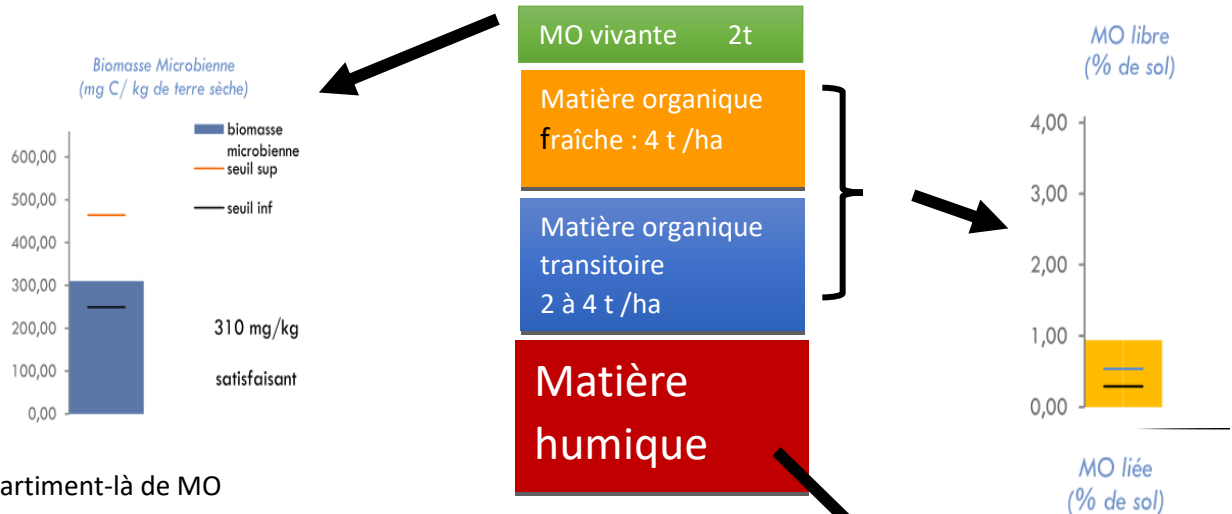 Biomasse Microbienne
(mg C/ kg de terre sèche)
biomasse
microbienne
seuil sup
seuil inf
600,00
500,00
400,00
300,00
200,00
100,00
0,00
310 mg/kg
satisfaisant
artiment-là de MO
MO vivante 2t
Matière organique
fraîche : 4 t /ha
Matière organique
transitoire
2 à 4 t /ha
Matière
humique
MO libre
(% de sol)
4,00
3,00
2,00
1,00
0,00
MO liée
(% de sol)